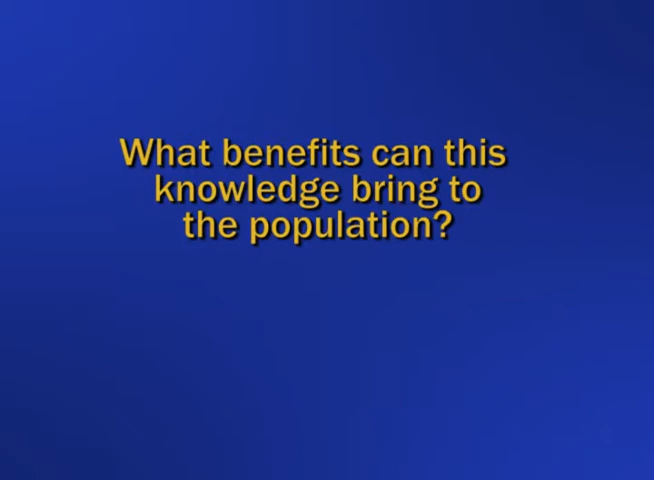 What benefits can this
knowledge bring to
the population?